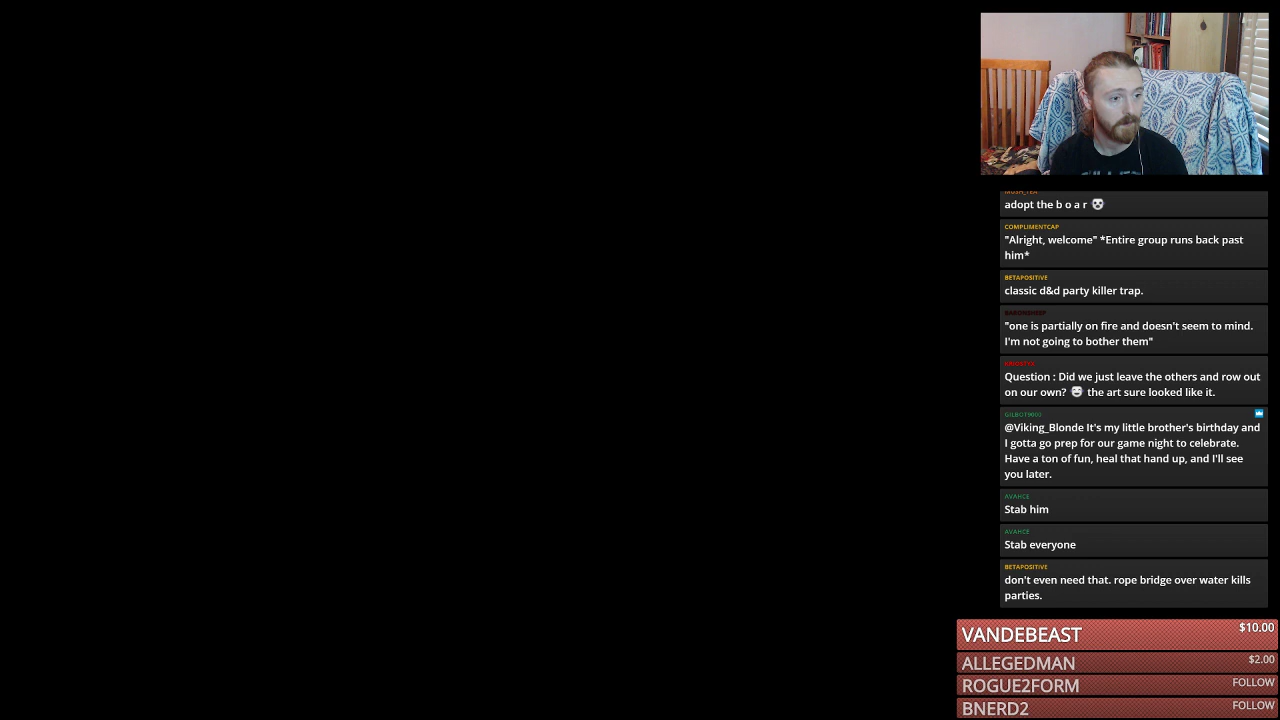 adopt the b o a r
COMPLIMENTCAP
"Alright, welcome" *Entire group runs back past
him*
BETAPOSITIVE
classic d&d party killer trap.
"one is partially on fire and doesn't seem to mind.
I'm not going to bother them"
Question : Did we just leave the others and row out
on our own? the art sure looked like it.
GILBOT9000
@Viking_Blonde It's my little brother's birthday and
I gotta go prep for our game night to celebrate.
Have a ton of fun, heal that hand up, and I'll see
you later.
AVAHCE
Stab him
AVAHCE
Stab everyone
BETAPOSITIVE
don't even need that. rope bridge over water kills
parties.
VANDEBEAST $10.00
ALLEGEDMAN $2.00
ROGUE2FORM FOLLOW
BNERD2 FOLLOW